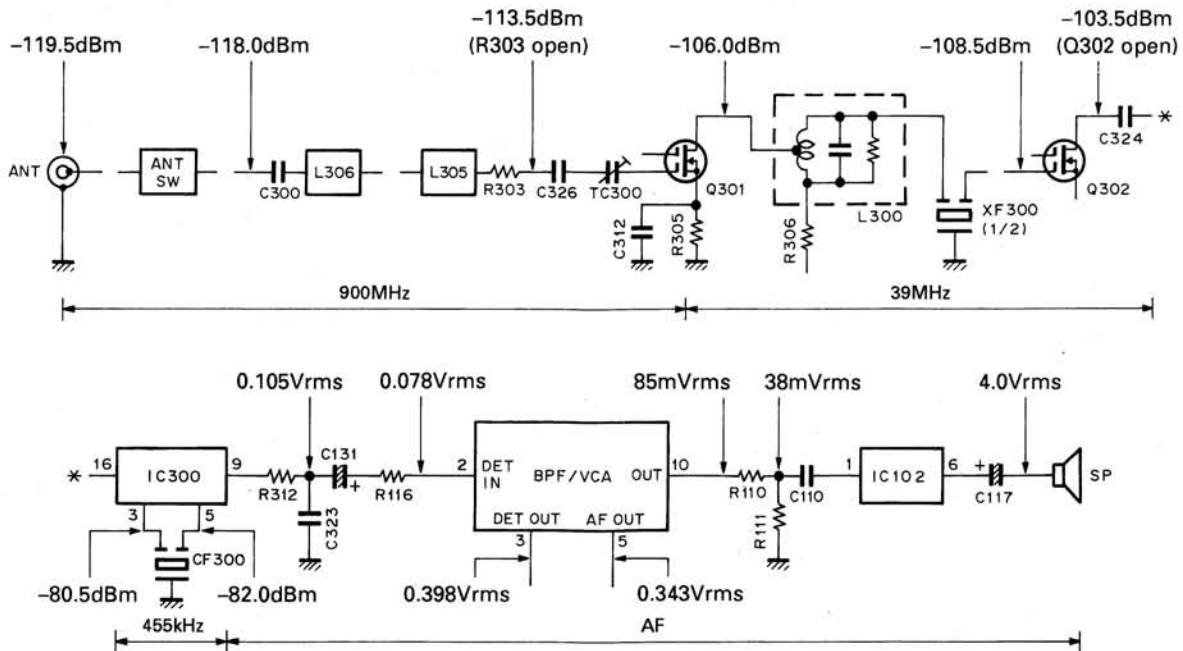 −119.5dBm
−118.0dBm
−113.5dBm
(R303 open)
−106.0dBm
−108.5dBm
−103.5dBm
(Q302 open)
ANT
ANT
SW
C300
L306
L305
R303
C326
TC300
Q301
C312
R305
R306
L300
XF300
(1/2)
Q302
C324
*
900MHz
39MHz
0.105Vrms
0.078Vrms
85mVrms
38mVrms
4.0Vrms
*
16
IC300
9
3
5
R312
C131
+
C323
R116
2
DET
IN
BPF/VCA
OUT
10
DET OUT
AF OUT
3
5
R110
R111
C110
1
IC102
6
+
C117
SP
CF300
−80.5dBm
−82.0dBm
0.398Vrms
0.343Vrms
455kHz
AF